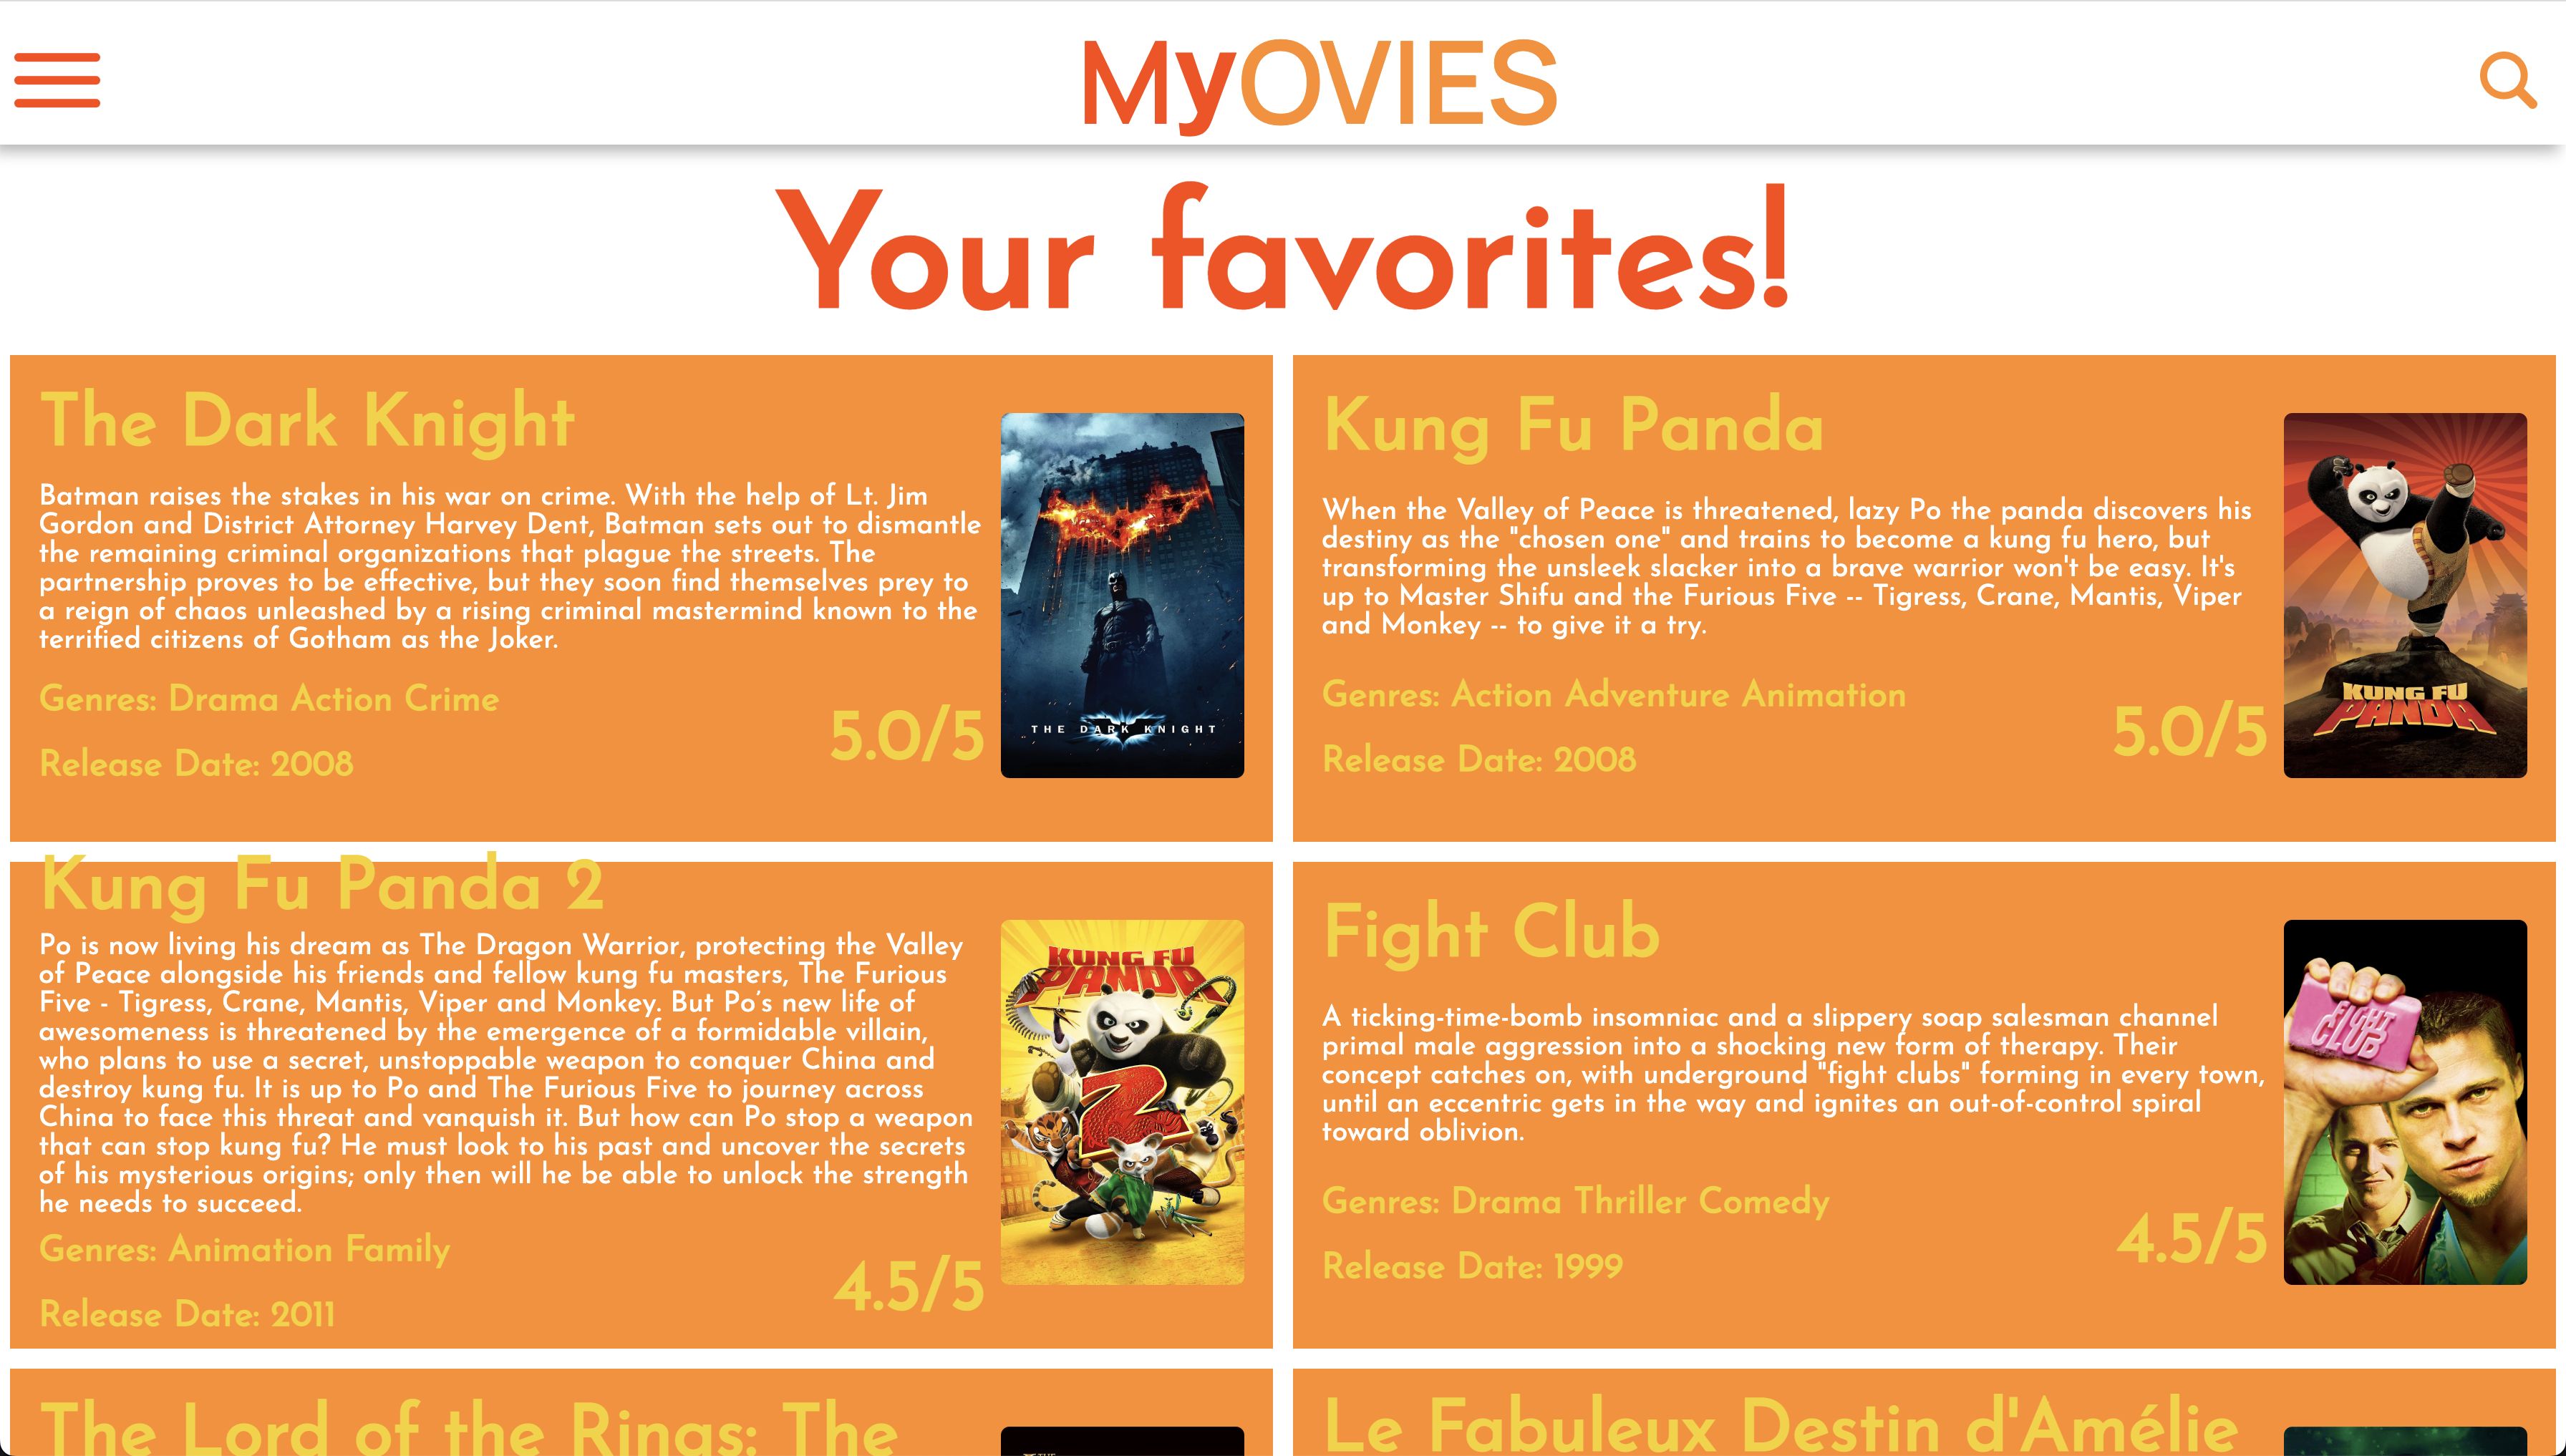 MyOVIES
Your favorites!
The Dark Knight
Batman raises the stakes in his war on crime. With the help of Lt. Jim
Gordon and District Attorney Harvey Dent, Batman sets out to dismantle
the remaining criminal organizations that plague the streets. The
partnership proves to be effective, but they soon find themselves prey to
a reign of chaos unleashed by a rising criminal mastermind known to the
terrified citizens of Gotham as the Joker.
Genres: Drama Action Crime
Release Date: 2008
5.0/5
THE DARK KNIGHT
Kung Fu Panda
When the Valley of Peace is threatened, lazy Po the panda discovers his
destiny as the "chosen one" and trains to become a kung fu hero, but
transforming the unsleek slacker into a brave warrior won't be easy. It's
up to Master Shifu and the Furious Five -- Tigress, Crane, Mantis, Viper
and Monkey -- to give it a try.
Genres: Action Adventure Animation
Release Date: 2008
5.0/5
KUNG FU
PANDA
Kung Fu Panda 2
Po is now living his dream as The Dragon Warrior, protecting the Valley
of Peace alongside his friends and fellow kung fu masters, The Furious
Five - Tigress, Crane, Mantis, Viper and Monkey. But Po’s new life of
awesomeness is threatened by the emergence of a formidable villain,
who plans to use a secret, unstoppable weapon to conquer China and
destroy kung fu. It is up to Po and The Furious Five to journey across
China to face this threat and vanquish it. But how can Po stop a weapon
that can stop kung fu? He must look to his past and uncover the secrets
of his mysterious origins; only then will he be able to unlock the strength
he needs to succeed.
Genres: Animation Family
Release Date: 2011
4.5/5
KUNG FU
PANDA
2
Fight Club
A ticking-time-bomb insomniac and a slippery soap salesman channel
primal male aggression into a shocking new form of therapy. Their
concept catches on, with underground "fight clubs" forming in every town,
until an eccentric gets in the way and ignites an out-of-control spiral
toward oblivion.
Genres: Drama Thriller Comedy
Release Date: 1999
4.5/5
FIGHT
CLUB
The Lord of the Rings: The
THE
Le Fabuleux Destin d'Amélie